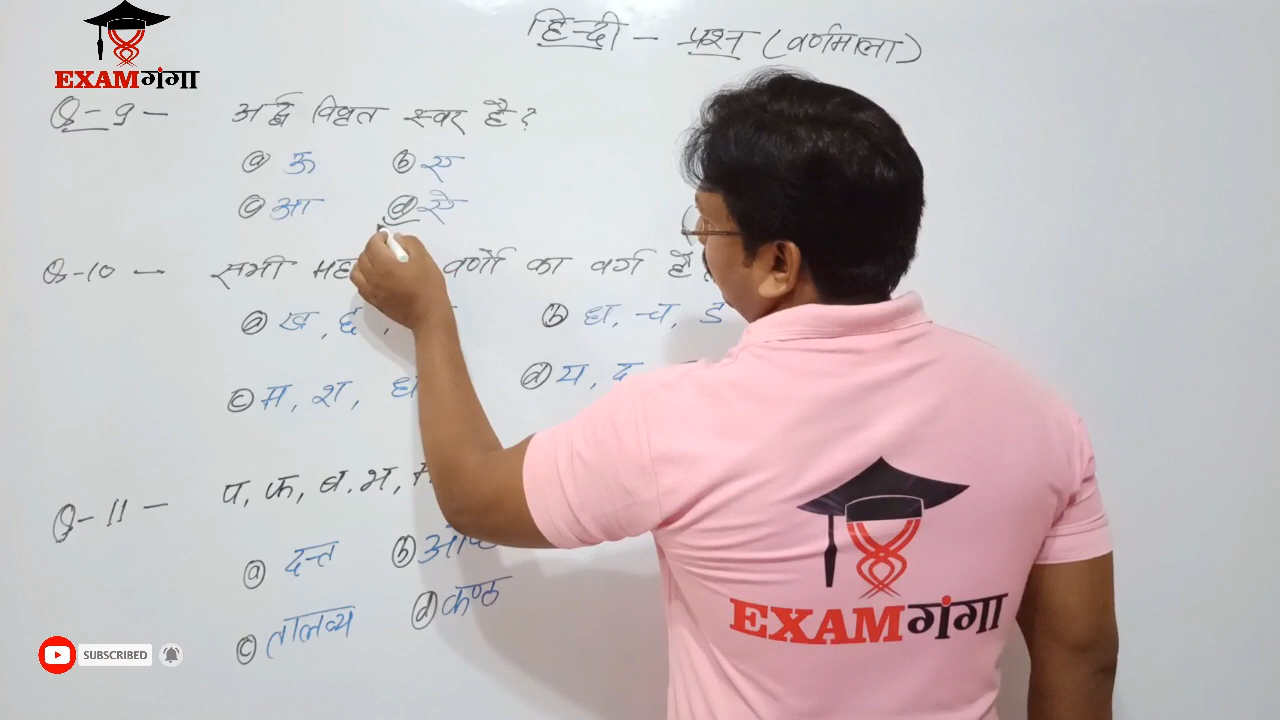 EXAMगंगा
हिन्दी - प्रश्न (वर्णमाला)
Q-9- अर्द्ध विवृत स्वर है?
(a) ऊ (b) ए
(c) आ (d) ऐ
Q-10 - सभी वर्णो का वर्ग है
(a) ख, छ, (b) घ, च, ड
(c) म, श, (d) य, द
Q-11- प, फ, ब, भ,
(a) दन्त (b)
(c) तालव्य (d) कण्ठ
EXAMगंगा
SUBSCRIBED